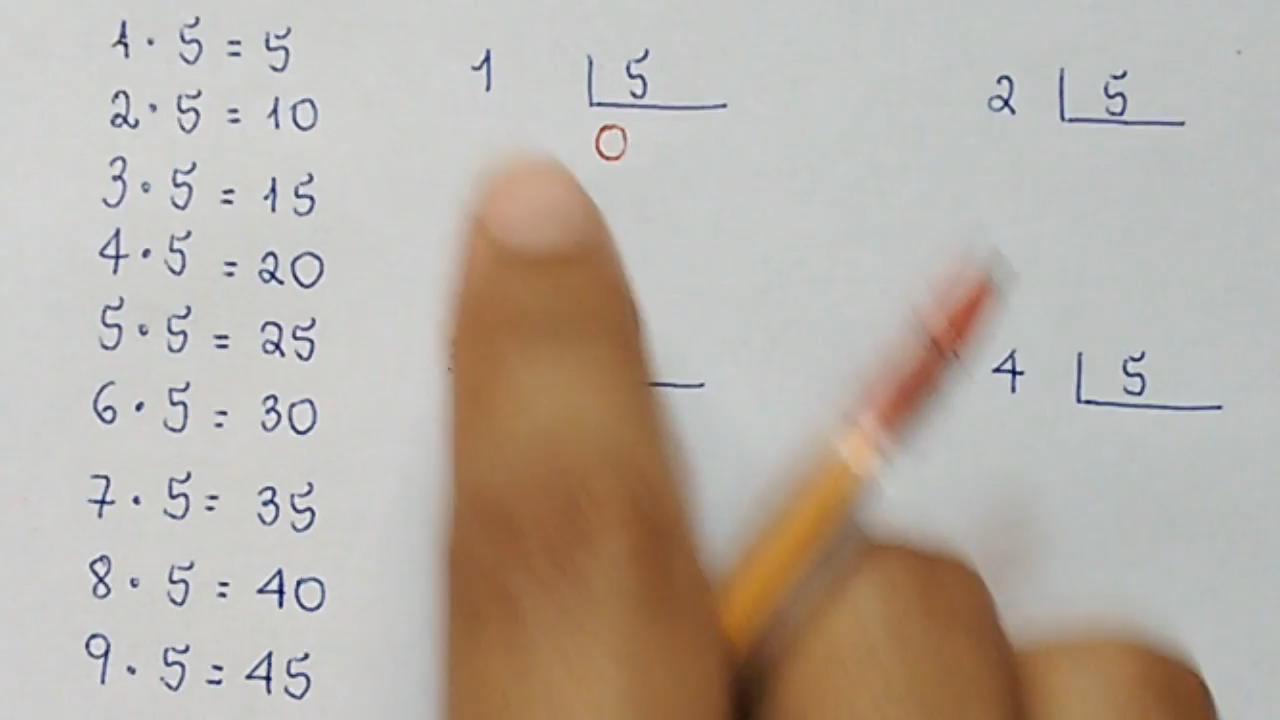 1 · 5 = 5
2 · 5 = 10
3 · 5 = 15
4 · 5 = 20
5 · 5 = 25
6 · 5 = 30
7 · 5 = 35
8 · 5 = 40
9 · 5 = 45
1 5
0
2 5
4 5